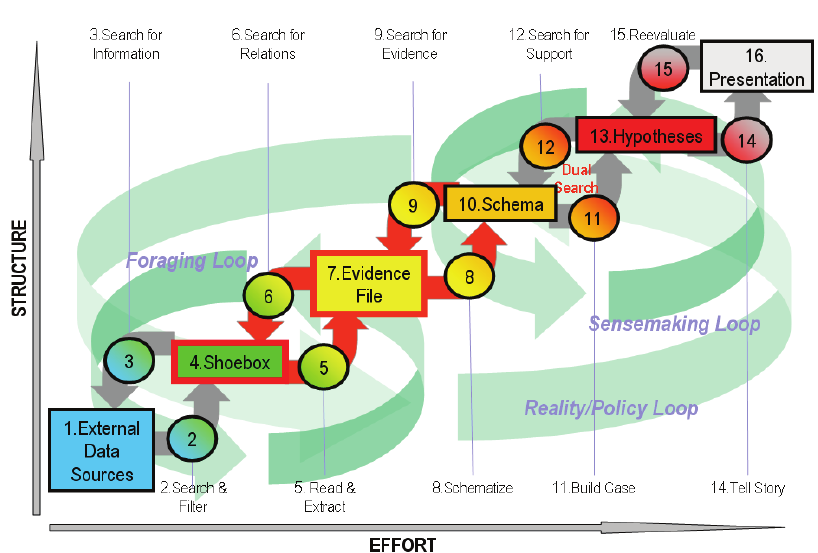 3.Search for
Information
6.Search for
Relations
9.Search for
Evidence
12.Search for
Support
15.Reevaluate
15
16.
Presentation
12
13.Hypotheses
14
Dual
Search
9
10.Schema
11
STRUCTURE
Foraging Loop
7.Evidence
File
8
6
Sensemaking Loop
3
4.Shoebox
5
Reality/Policy Loop
1.External
Data
Sources
2
2.Search &
Filter
5. Read &
Extract
8.Schematize
11.Build Case
14.Tell Story
EFFORT